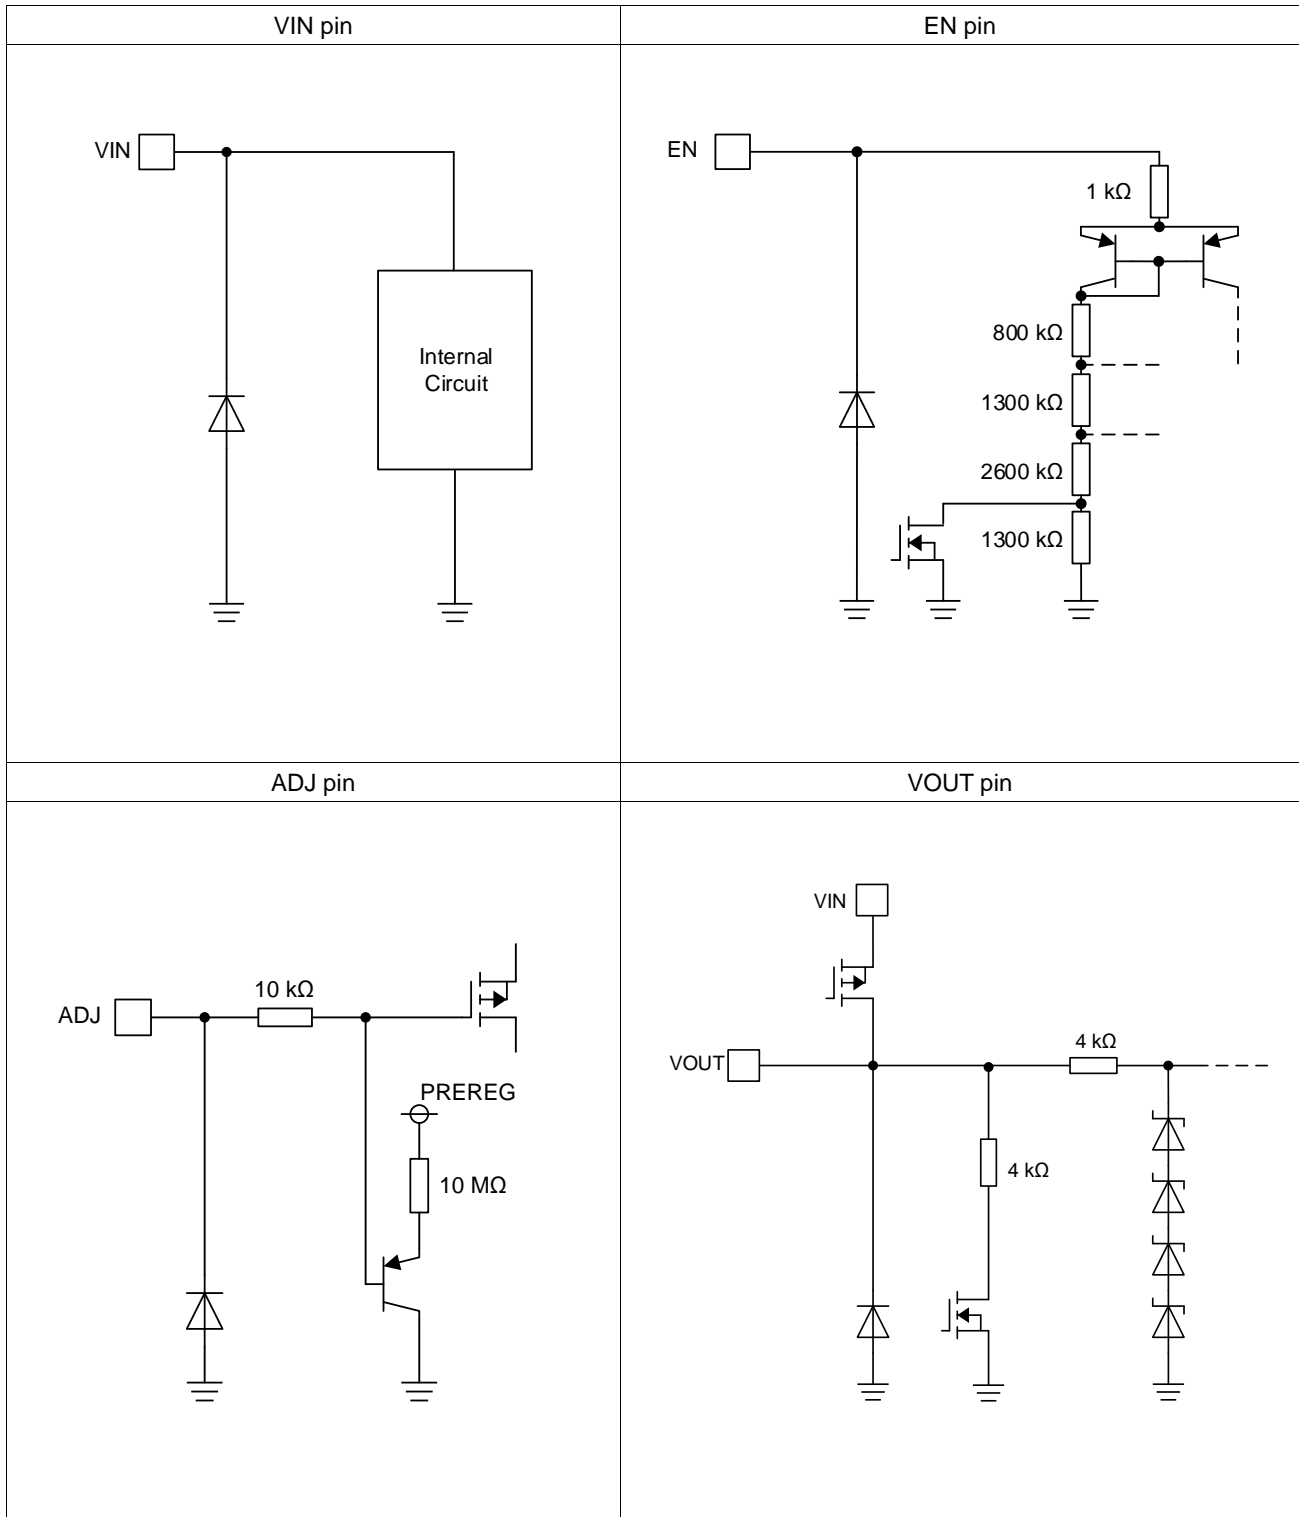 VIN pin
EN pin
VIN
Internal
Circuit
EN
1 kΩ
800 kΩ
1300 kΩ
2600 kΩ
1300 kΩ
ADJ pin
VOUT pin
ADJ
10 kΩ
PREREG
10 MΩ
VIN
VOUT
4 kΩ
4 kΩ